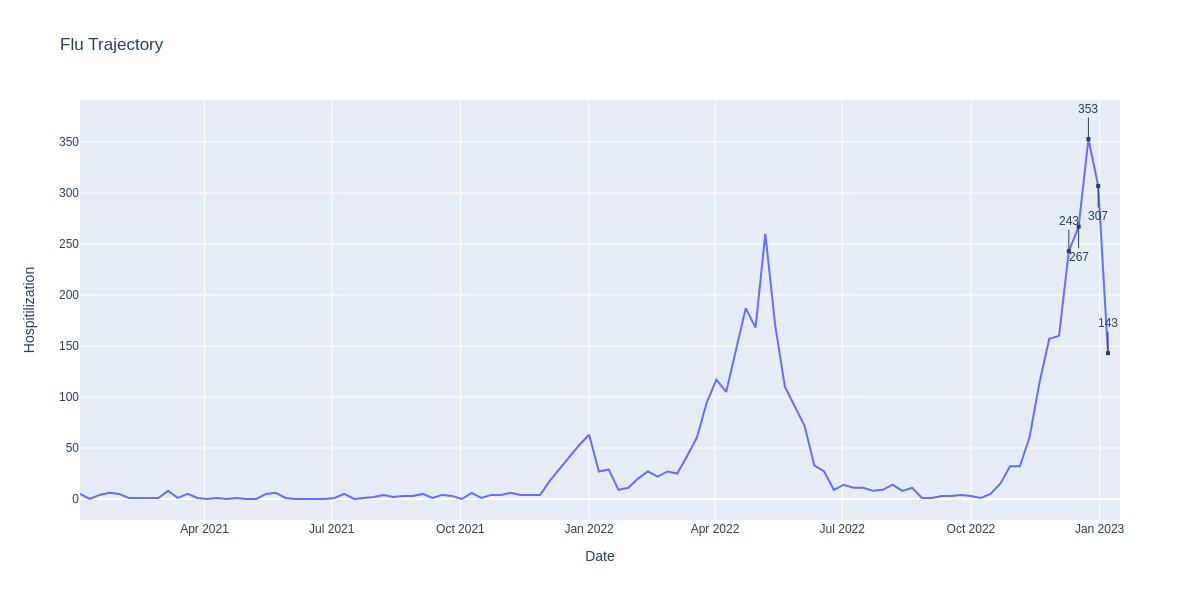 Flu Trajectory
353
350
300
307
243
250
267
200
143
150
100
50
0
Hospitilization
Apr 2021
Jul 2021
Oct 2021
Jan 2022
Apr 2022
Jul 2022
Oct 2022
Jan 2023
Date